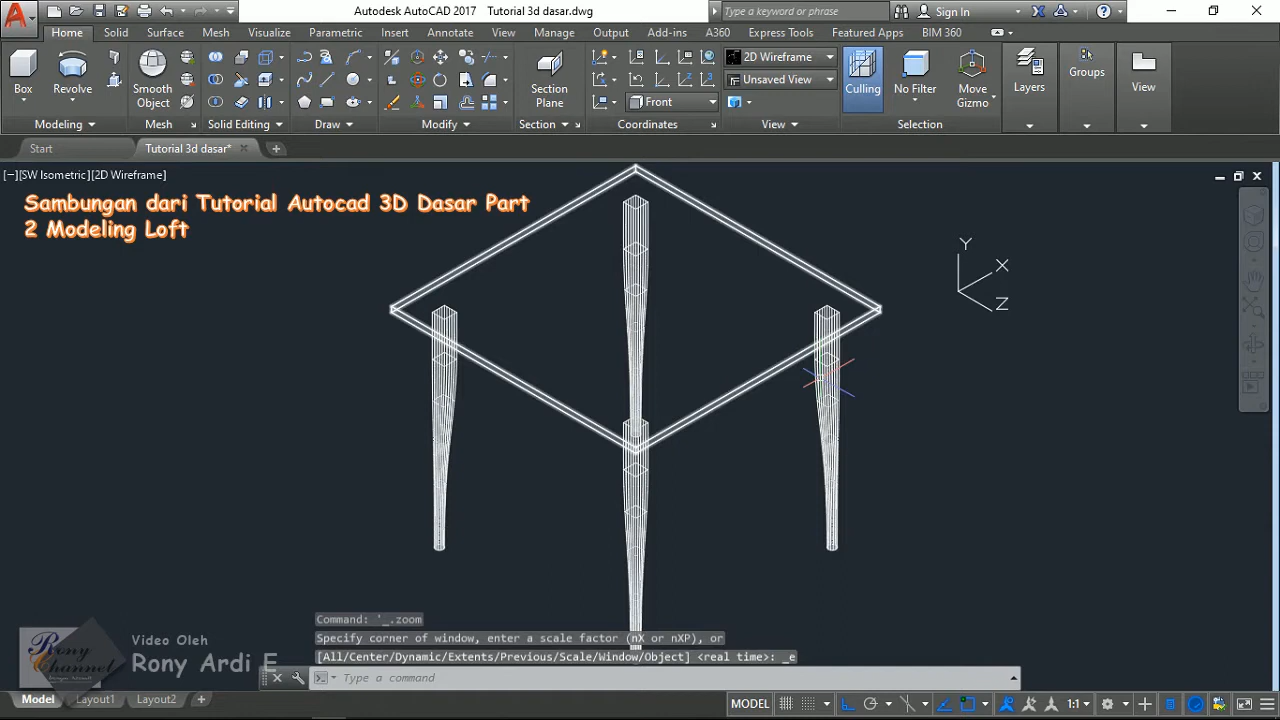 Autodesk AutoCAD 2017 Tutorial 3d dasar.dwg
Type a keyword or phrase
Sign In
Home Solid Surface Mesh Visualize Parametric Insert Annotate View Manage Output Add-ins A360 Express Tools Featured Apps BIM 360
Box
Revolve
Smooth
Object
Section
Plane
2D Wireframe
Unsaved View
Front
Culling
No Filter
Move
Gizmo
Layers
Groups
View
Modeling Mesh Solid Editing Draw Modify Section Coordinates View Selection
Start
Tutorial 3d dasar*
[−][SW Isometric][2D Wireframe]
Sambungan dari Tutorial Autocad 3D Dasar Part
2 Modeling Loft
Y
X
Z
Command: '_.zoom
Specify corner of window, enter a scale factor (nX or nXP), or
[All/Center/Dynamic/Extents/Previous/Scale/Window/Object] <real time>: _e
Type a command
Rony
Channel
Video Oleh
Rony Ardi E
Model Layout1 Layout2
MODEL
1:1